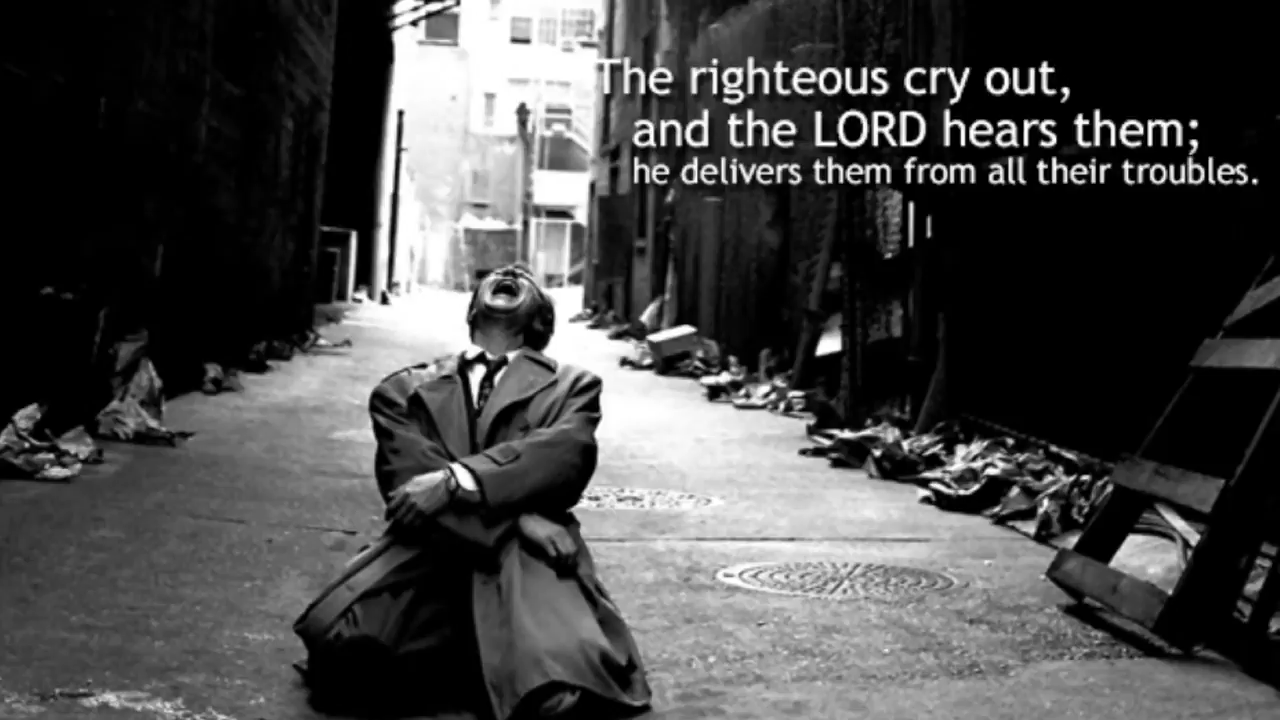 The righteous cry out,
and the LORD hears them;
he delivers them from all their troubles.